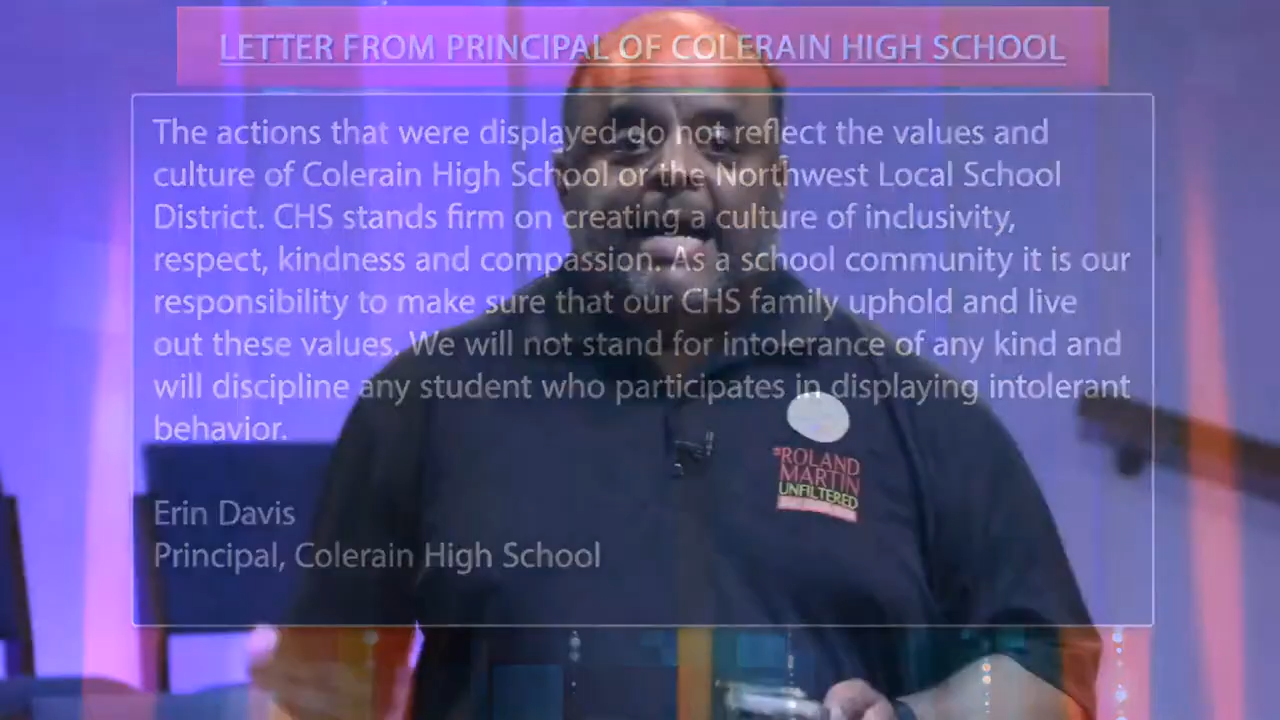 LETTER FROM PRINCIPAL OF COLERAIN HIGH SCHOOL
The actions that were displayed do not reflect the values and
culture of Colerain High School or the Northwest Local School
District. CHS stands firm on creating a culture of inclusivity,
respect, kindness and compassion. As a school community it is our
responsibility to make sure that our CHS family uphold and live
out these values. We will not stand for intolerance of any kind and
will discipline any student who participates in displaying intolerant
behavior.
Erin Davis
Principal, Colerain High School
#ROLAND
MARTIN
UNFILTERED